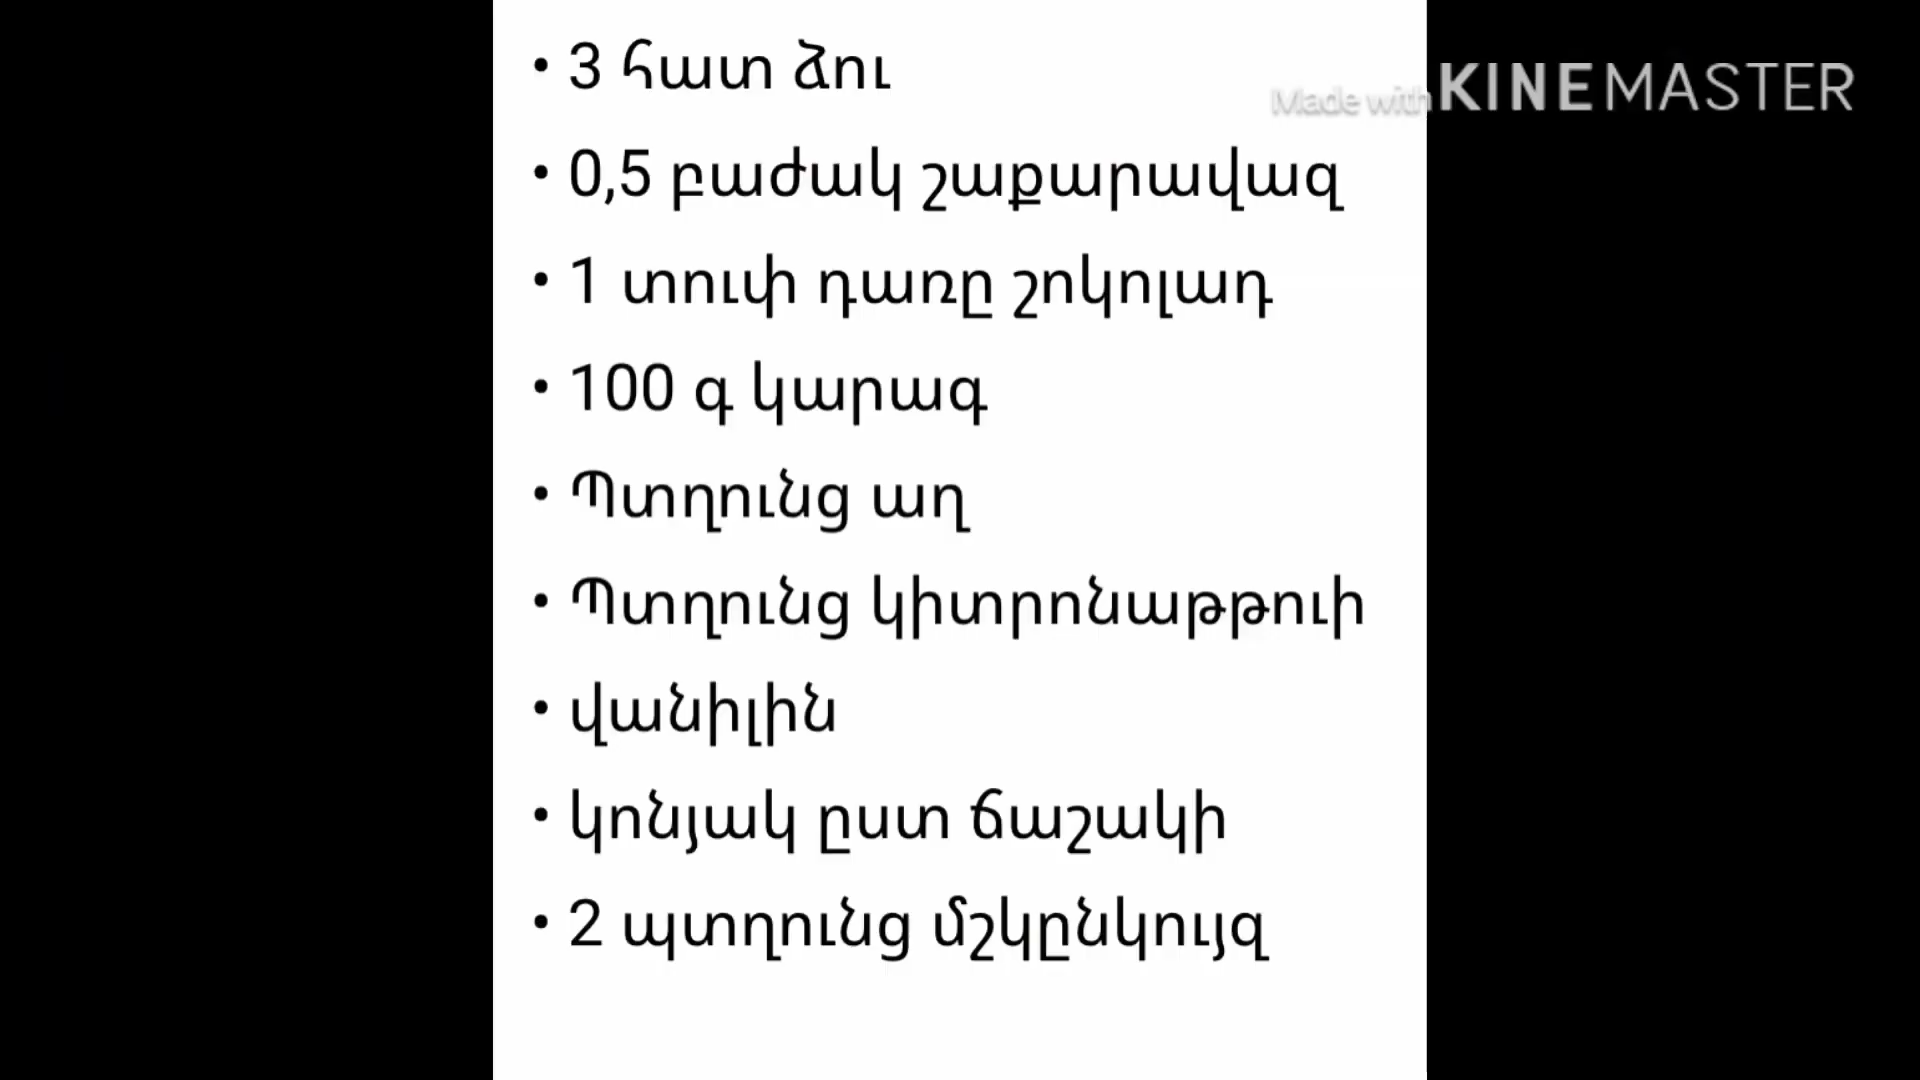 • 3 հատ ձու
Made with KINEMASTER
• 0,5 բաժակ շաքարավազ
• 1 տուփ դառը շոկոլադ
• 100 գ կարագ
• Պտղունց աղ
• Պտղունց կիտրոնաթթուի
• վանիլին
• կոնյակ ըստ ճաշակի
• 2 պտղունց մշկընկույզ